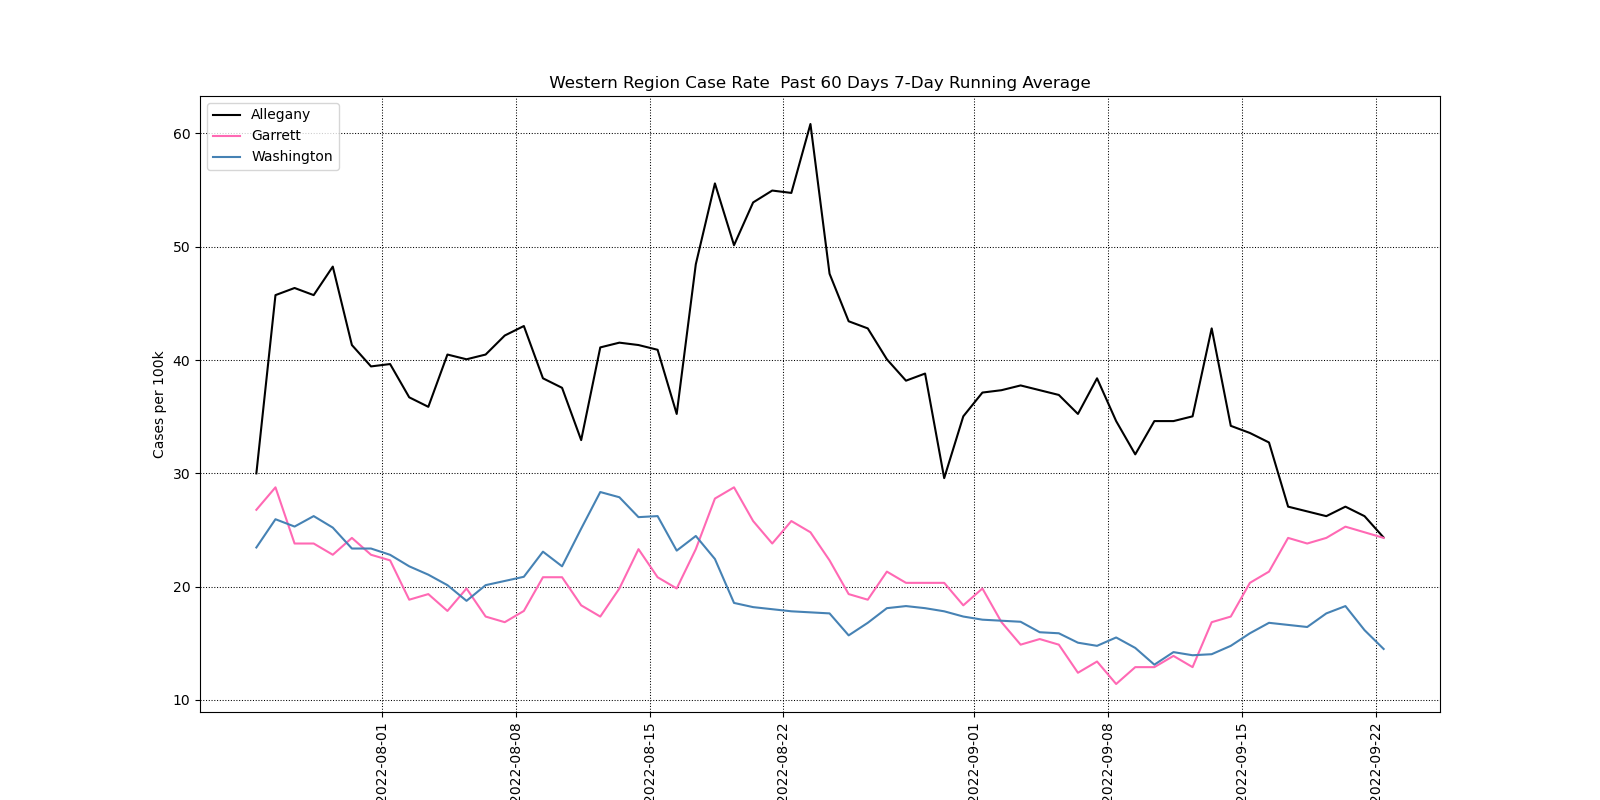 Western Region Case Rate  Past 60 Days 7-Day Running Average
Allegany
Garrett
Washington
Cases per 100k
60
50
40
30
20
10
2022-08-01
2022-08-08
2022-08-15
2022-08-22
2022-09-01
2022-09-08
2022-09-15
2022-09-22